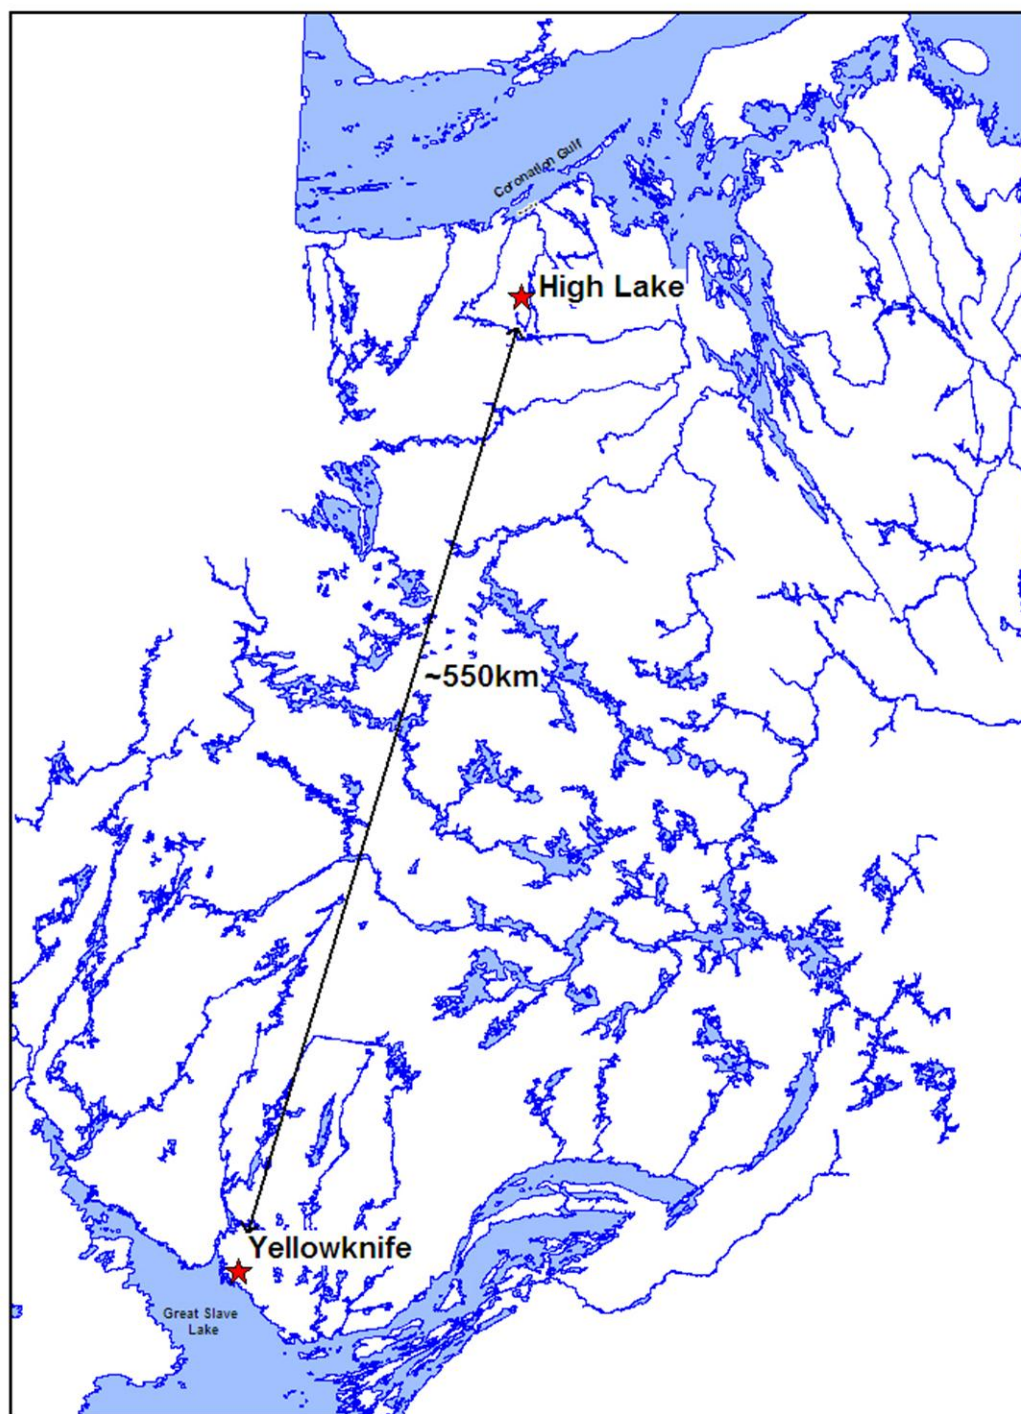 Coronation Gulf
High Lake
~550km
Yellowknife
Great Slave
Lake